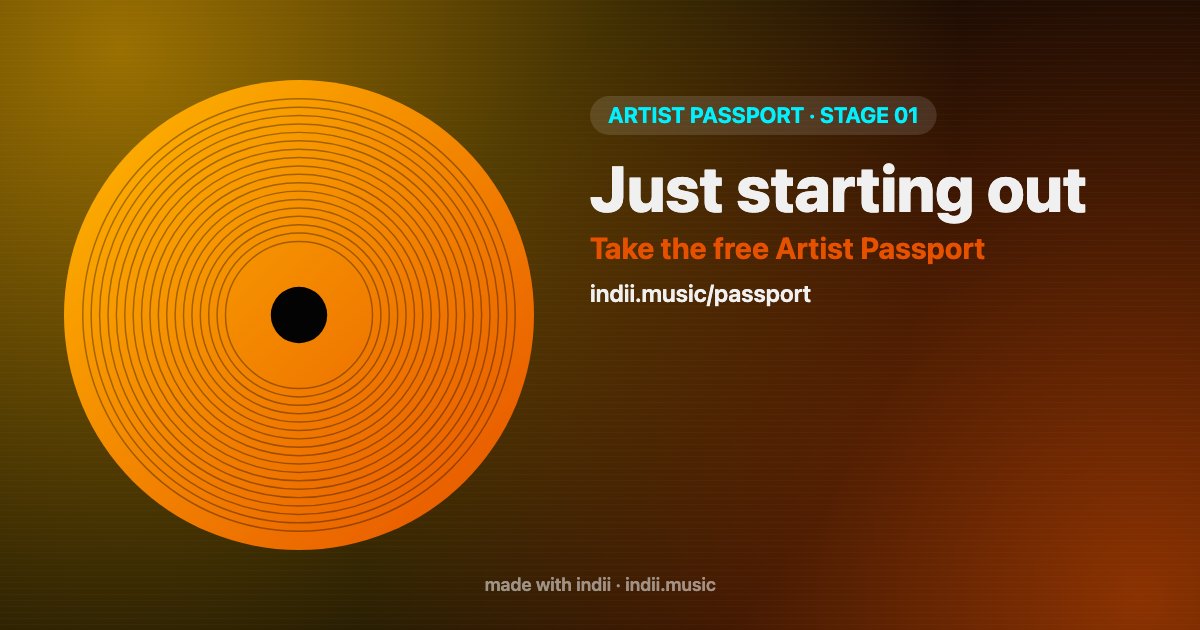 ARTIST PASSPORT · STAGE 01
Just starting out
Take the free Artist Passport
indii.music/passport
made with indii · indii.music